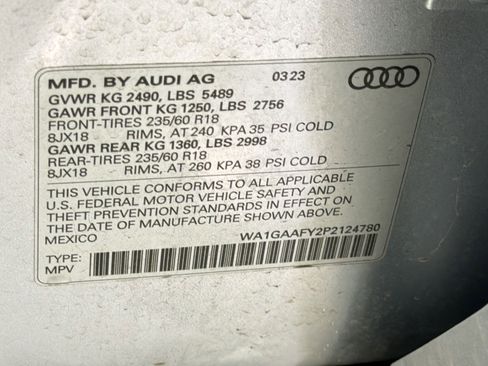 MFD. BY AUDI AG 03 23
GVWR KG 2490, LBS 5489
GAWR FRONT KG 1250, LBS 2756
FRONT-TIRES 235/60 R18
8JX18 RIMS, AT 240 KPA 35 PSI COLD
GAWR REAR KG 1360, LBS 2998
REAR-TIRES 235/60 R18
8JX18 RIMS, AT 260 KPA 38 PSI COLD
THIS VEHICLE CONFORMS TO ALL APPLICABLE
U.S. FEDERAL MOTOR VEHICLE SAFETY AND
THEFT PREVENTION STANDARDS IN EFFECT ON
THE DATE OF MANUFACTURE SHOWN ABOVE.
MEXICO
WA1GAAFY2P2124780
TYPE:
MPV